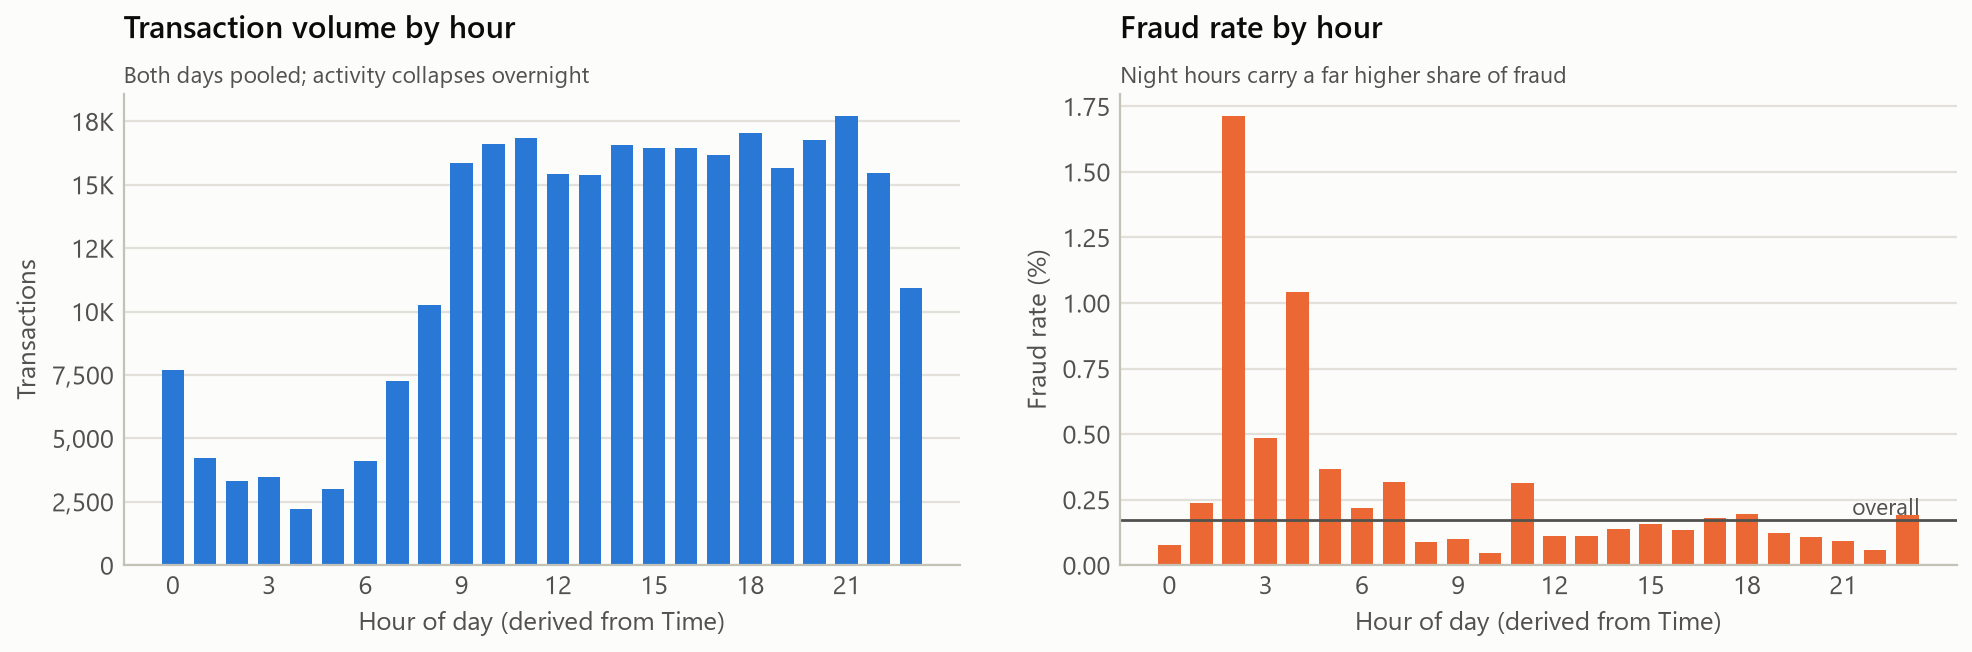 Transaction volume by hour
Both days pooled; activity collapses overnight
18K
15K
12K
10K
7,500
5,000
2,500
0
Transactions
0 3 6 9 12 15 18 21
Hour of day (derived from Time)
Fraud rate by hour
Night hours carry a far higher share of fraud
1.75
1.50
1.25
1.00
0.75
0.50
0.25
0.00
Fraud rate (%)
overall
0 3 6 9 12 15 18 21
Hour of day (derived from Time)